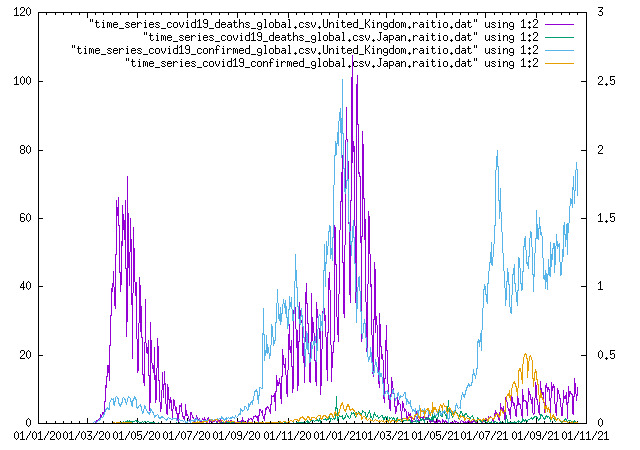 "time_series_covid19_deaths_global.csv.United_Kingdom.raitio.dat" using 1:2
"time_series_covid19_deaths_global.csv.Japan.raitio.dat" using 1:2
"time_series_covid19_confirmed_global.csv.United_Kingdom.raitio.dat" using 1:2
"time_series_covid19_confirmed_global.csv.Japan.raitio.dat" using 1:2
120
100
80
60
40
20
0
3
2.5
2
1.5
1
0.5
0
01/01/20 01/03/20 01/05/20 01/07/20 01/09/20 01/11/20 01/01/21 01/03/21 01/05/21 01/07/21 01/09/21 01/11/21